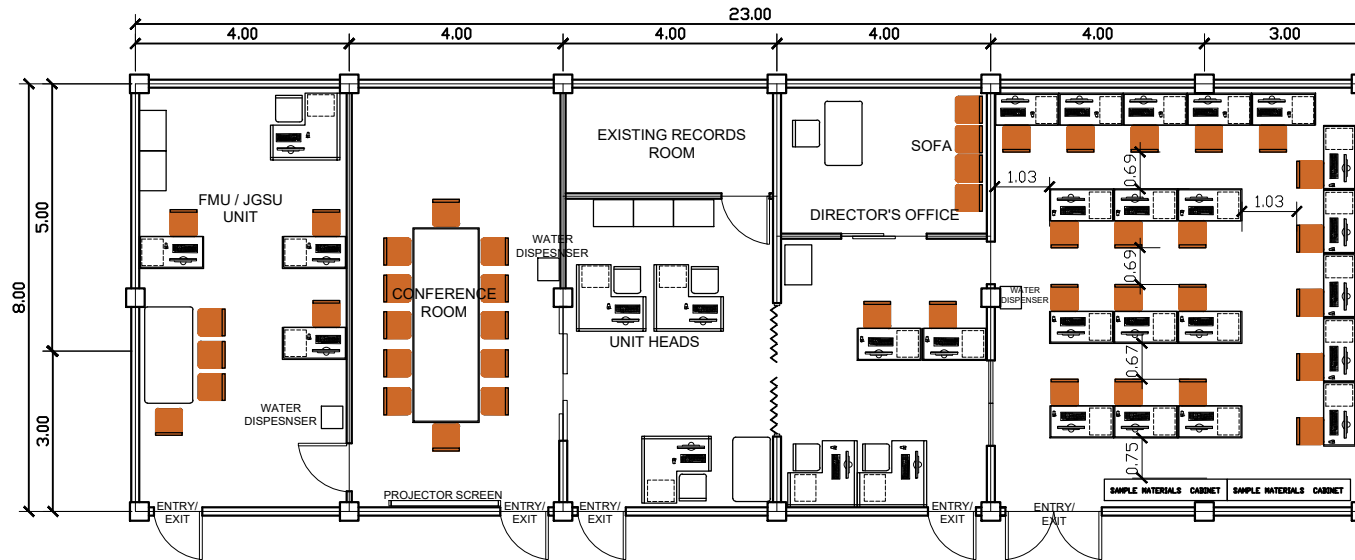 23.00
4.00
4.00
4.00
4.00
4.00
3.00
8.00
5.00
3.00
FMU / JGSU
UNIT
WATER
DISPESNSER
CONFERENCE
ROOM
WATER
DISPESNSER
PROJECTOR SCREEN
EXISTING RECORDS
ROOM
UNIT HEADS
SOFA
DIRECTOR'S OFFICE
WATER
DISPENSER
1.03
0.69
1.03
0.69
0.67
0.75
SAMPLE MATERIALS CABINET
SAMPLE MATERIALS CABINET
ENTRY/
EXIT
ENTRY/
EXIT
ENTRY/
EXIT
ENTRY/
EXIT
ENTRY/
EXIT